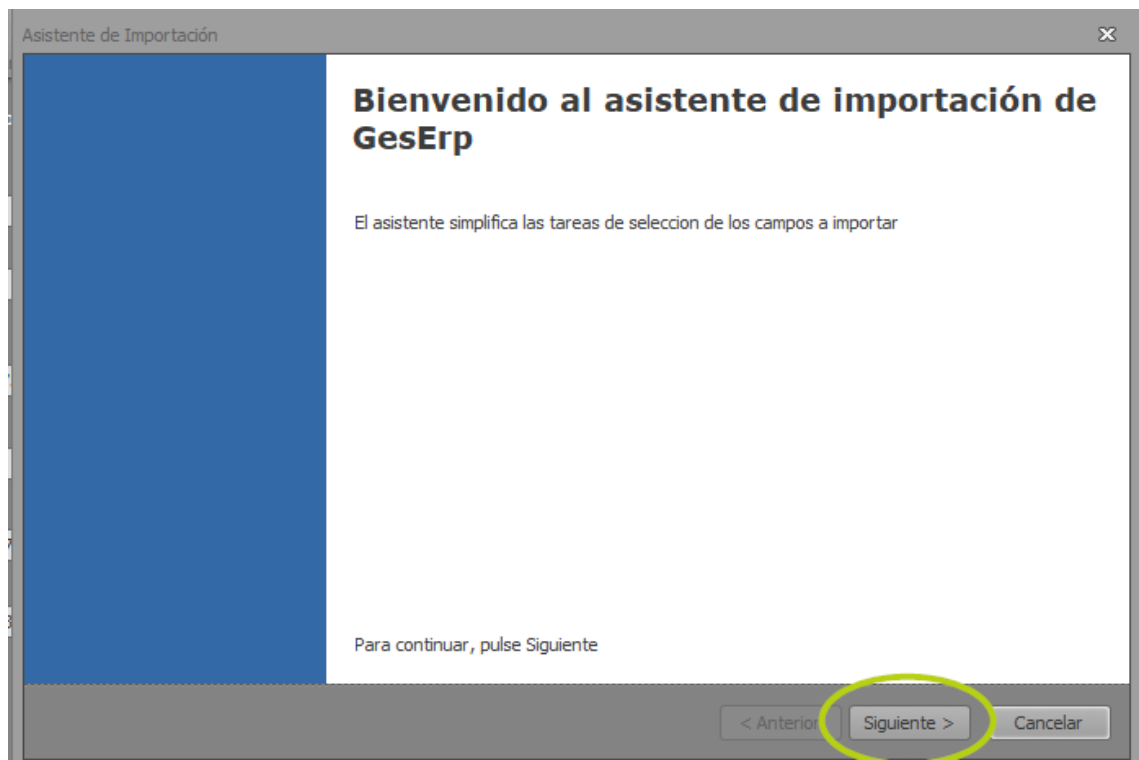 Asistente de Importación
Bienvenido al asistente de importación de
GesErp
El asistente simplifica las tareas de seleccion de los campos a importar
Para continuar, pulse Siguiente
< Anterior
Siguiente >
Cancelar